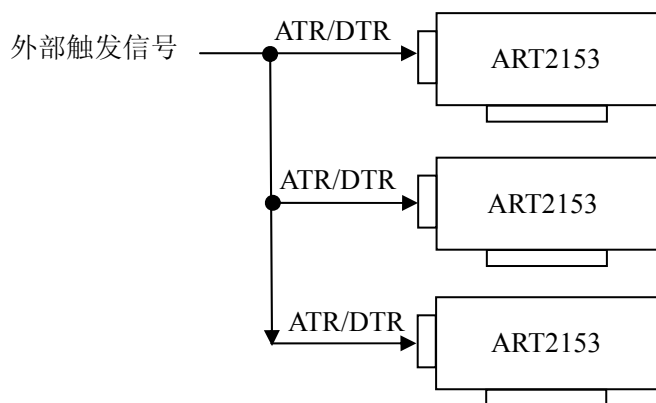 外部触发信号
ATR/DTR
ART2153
ATR/DTR
ART2153
ATR/DTR
ART2153